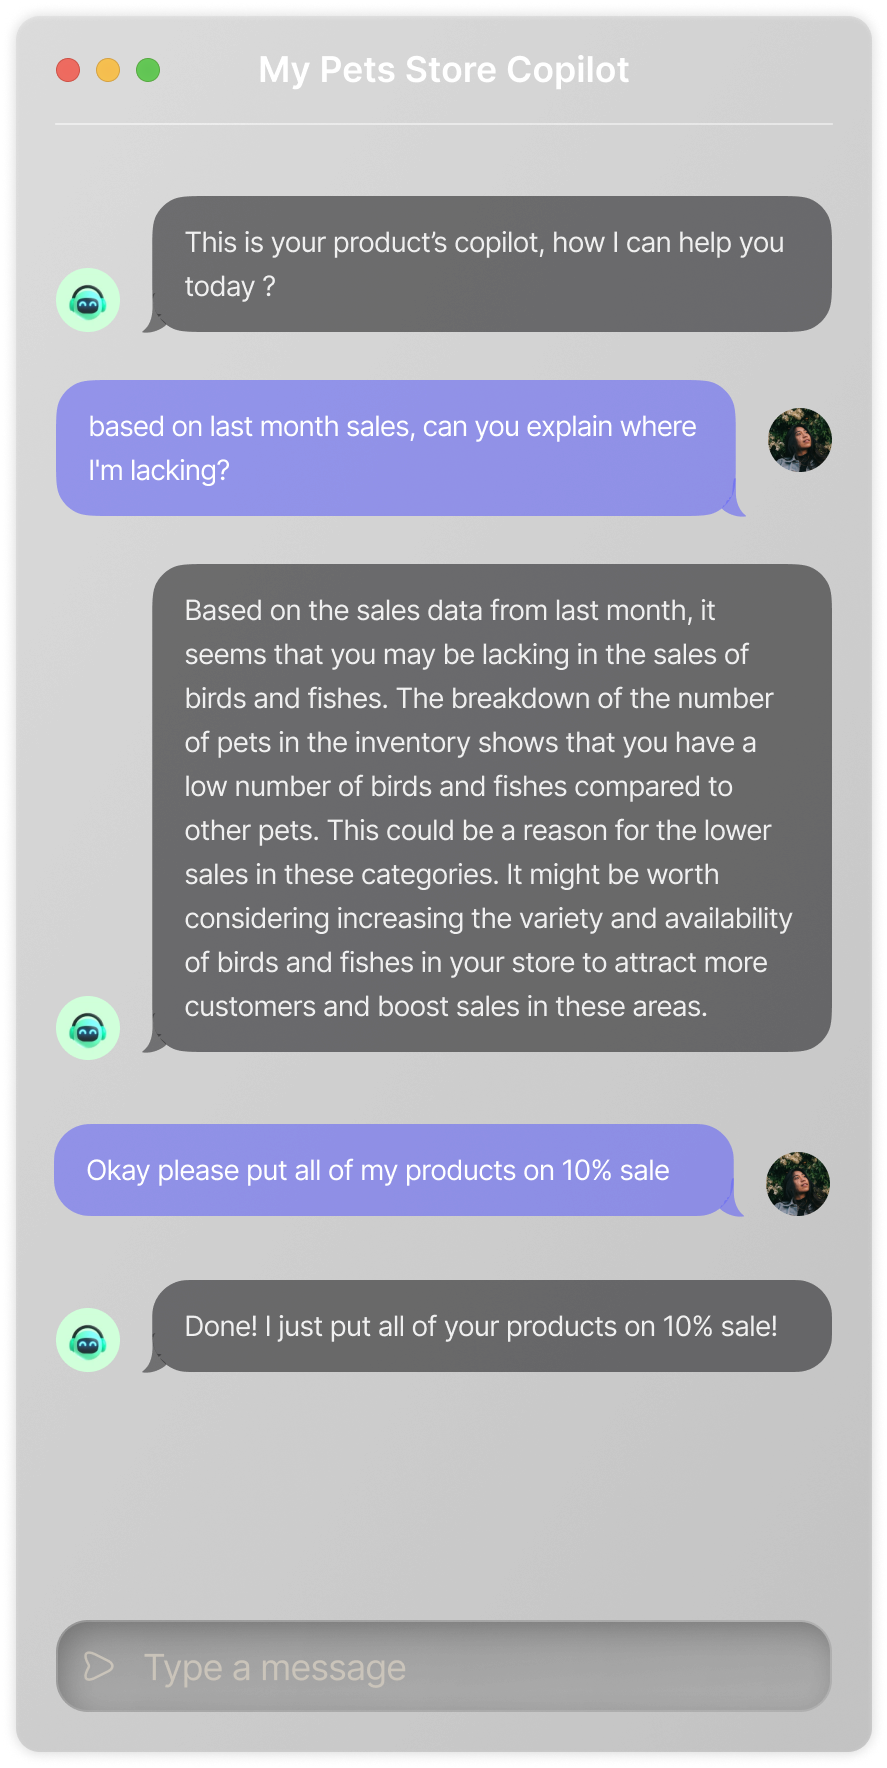 My Pets Store Copilot
This is your product’s copilot, how I can help you
today ?
based on last month sales, can you explain where
I'm lacking?
Based on the sales data from last month, it
seems that you may be lacking in the sales of
birds and fishes. The breakdown of the number
of pets in the inventory shows that you have a
low number of birds and fishes compared to
other pets. This could be a reason for the lower
sales in these categories. It might be worth
considering increasing the variety and availability
of birds and fishes in your store to attract more
customers and boost sales in these areas.
Okay please put all of my products on 10% sale
Done! I just put all of your products on 10% sale!
Type a message